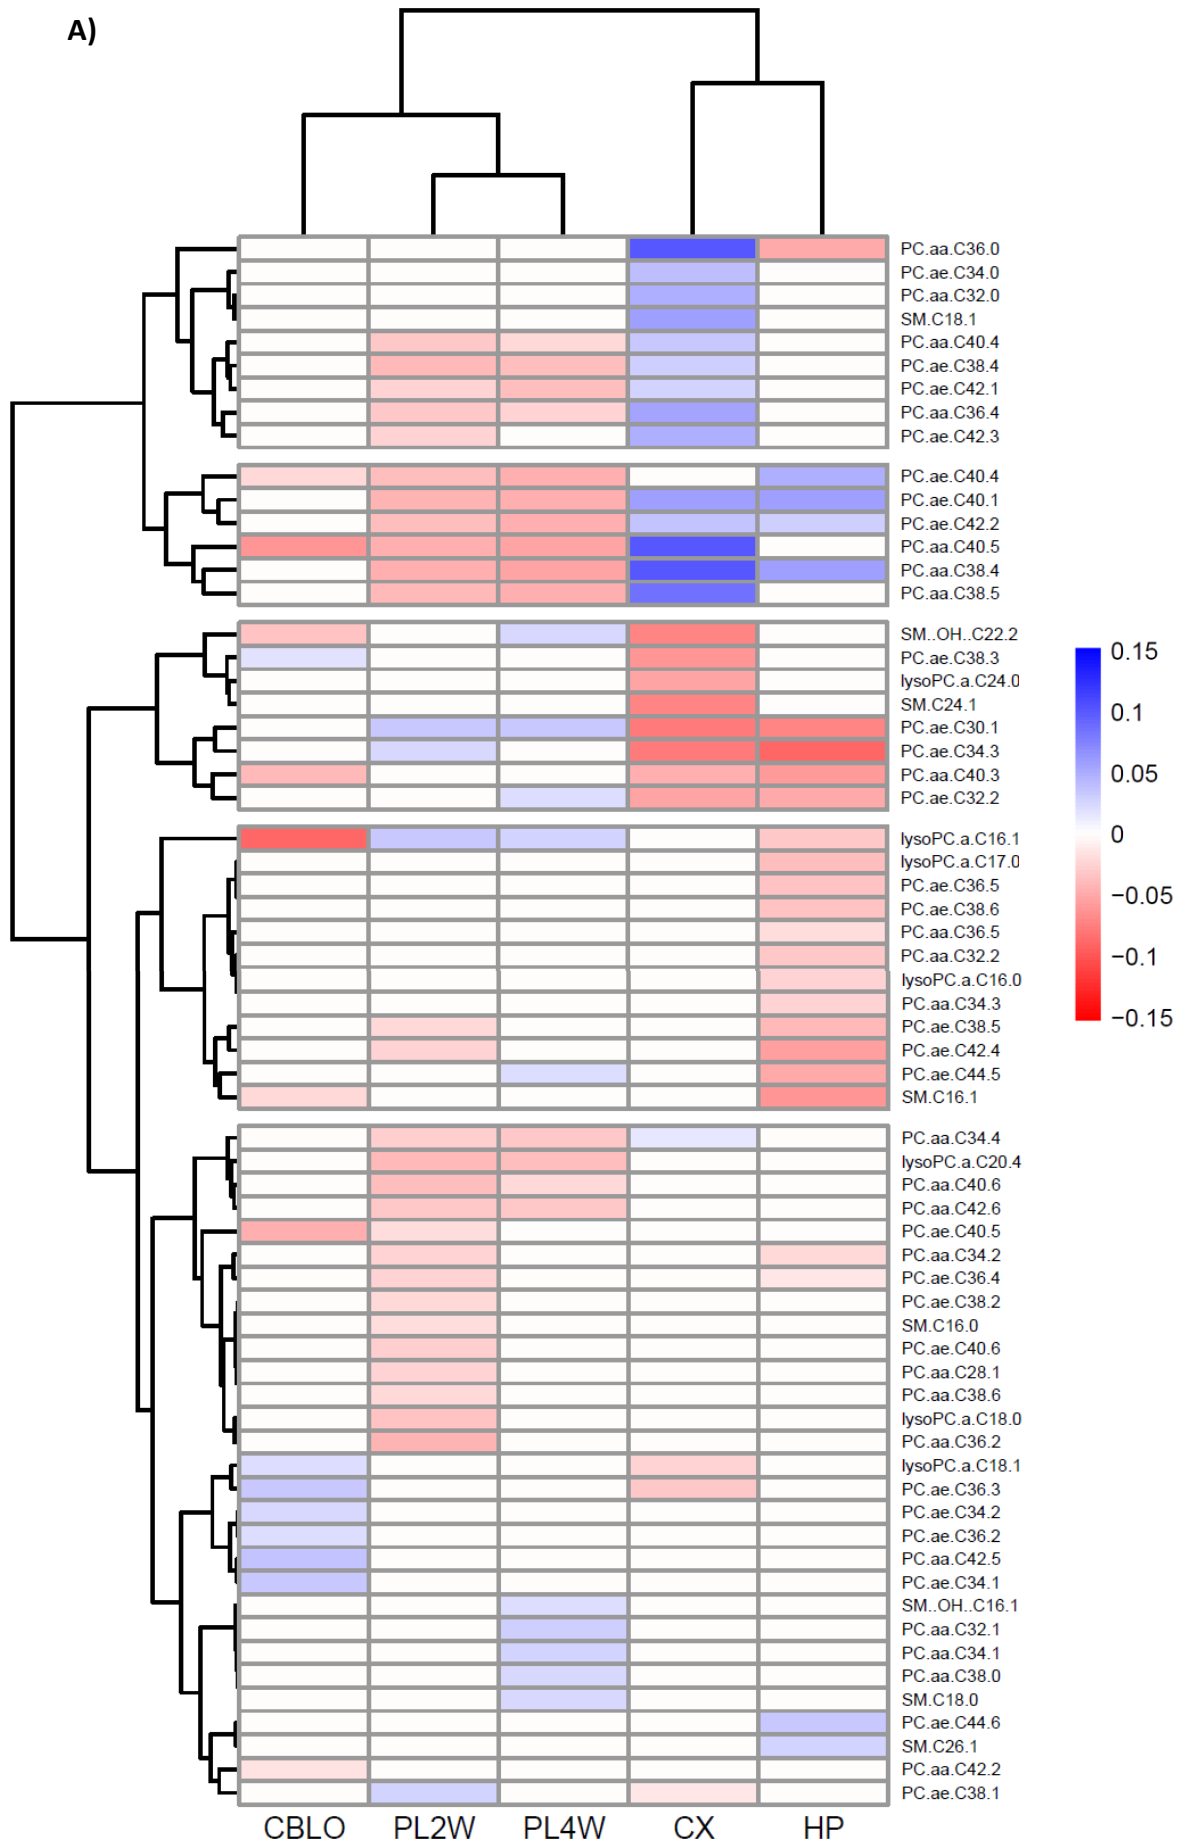 A)
PC.aa.C36.0
PC.ae.C34.0
PC.aa.C32.0
SM.C18.1
PC.aa.C40.4
PC.ae.C38.4
PC.ae.C42.1
PC.aa.C36.4
PC.ae.C42.3
PC.ae.C40.4
PC.ae.C40.1
PC.ae.C42.2
PC.aa.C40.5
PC.aa.C38.4
PC.aa.C38.5
SM..OH..C22.2
PC.ae.C38.3
lysoPC.a.C24.0
SM.C24.1
PC.ae.C30.1
PC.ae.C34.3
PC.aa.C40.3
PC.ae.C32.2
lysoPC.a.C16.1
lysoPC.a.C17.0
PC.ae.C36.5
PC.ae.C38.6
PC.aa.C36.5
PC.aa.C32.2
lysoPC.a.C16.0
PC.aa.C34.3
PC.ae.C38.5
PC.ae.C42.4
PC.ae.C44.5
SM.C16.1
PC.aa.C34.4
lysoPC.a.C20.4
PC.aa.C40.6
PC.aa.C42.6
PC.ae.C40.5
PC.aa.C34.2
PC.ae.C36.4
PC.ae.C38.2
SM.C16.0
PC.ae.C40.6
PC.aa.C28.1
PC.aa.C38.6
lysoPC.a.C18.0
PC.aa.C36.2
lysoPC.a.C18.1
PC.ae.C36.3
PC.ae.C34.2
PC.ae.C36.2
PC.aa.C42.5
PC.ae.C34.1
SM..OH..C16.1
PC.aa.C32.1
PC.aa.C34.1
PC.aa.C38.0
SM.C18.0
PC.ae.C44.6
SM.C26.1
PC.aa.C42.2
PC.ae.C38.1
0.15
0.1
0.05
0
−0.05
−0.1
−0.15
CBLO PL2W PL4W CX HP